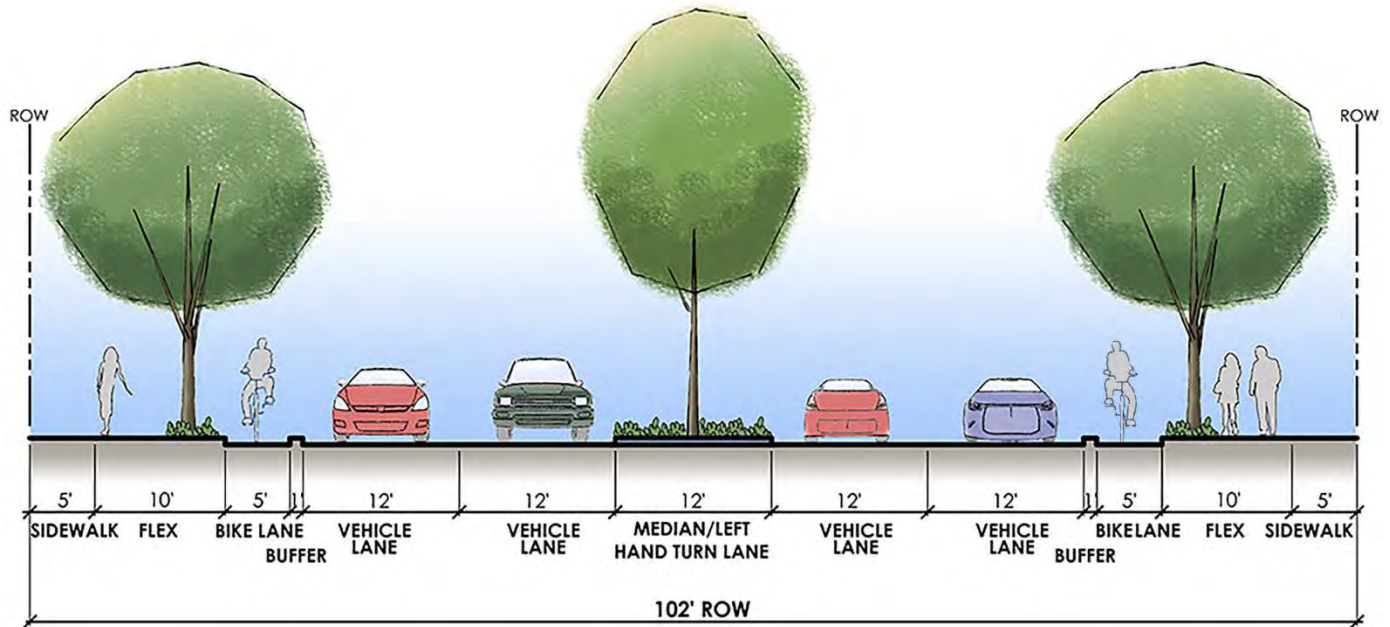 ROW
ROW
5' 10' 5' 1' 12' 12' 12' 12' 12' 1' 5' 10' 5'
SIDEWALK
FLEX
BIKE LANE
BUFFER
VEHICLE
LANE
VEHICLE
LANE
MEDIAN/LEFT
HAND TURN LANE
VEHICLE
LANE
VEHICLE
LANE
BUFFER
BIKELANE
FLEX
SIDEWALK
102' ROW